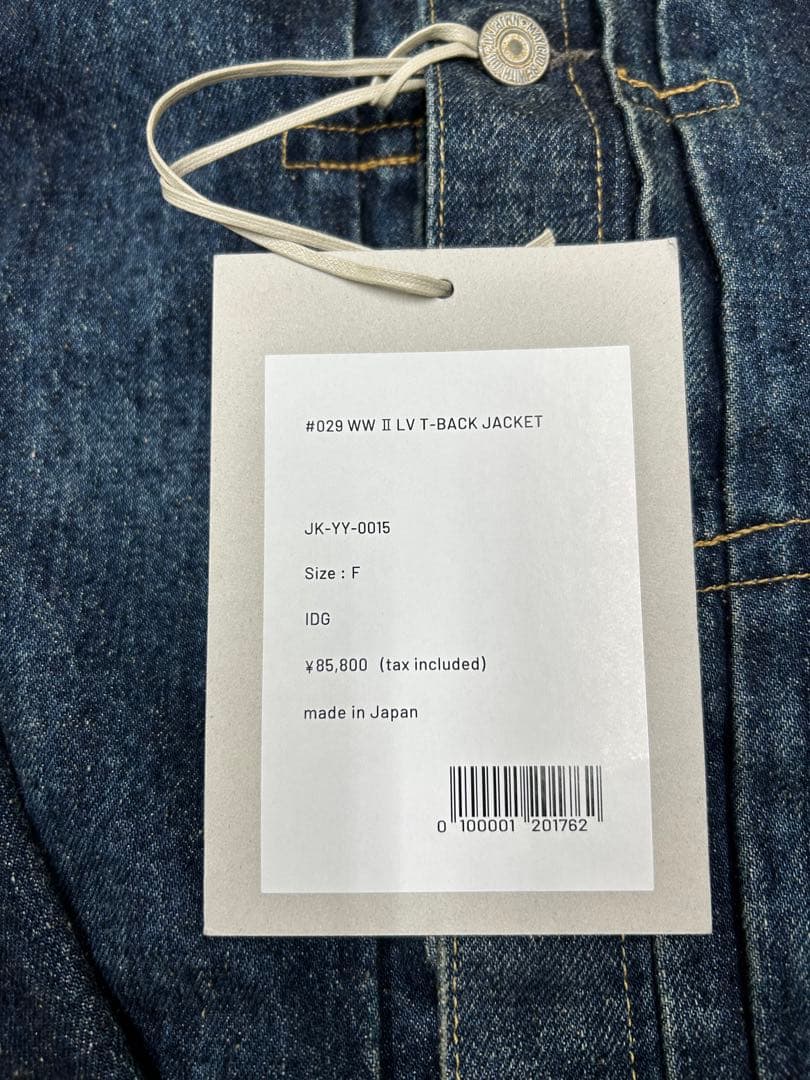 #029 WW Ⅱ LV T-BACK JACKET
JK-YY-0015
Size : F
IDG
¥85,800 (tax included)
made in Japan
0 100001 201762